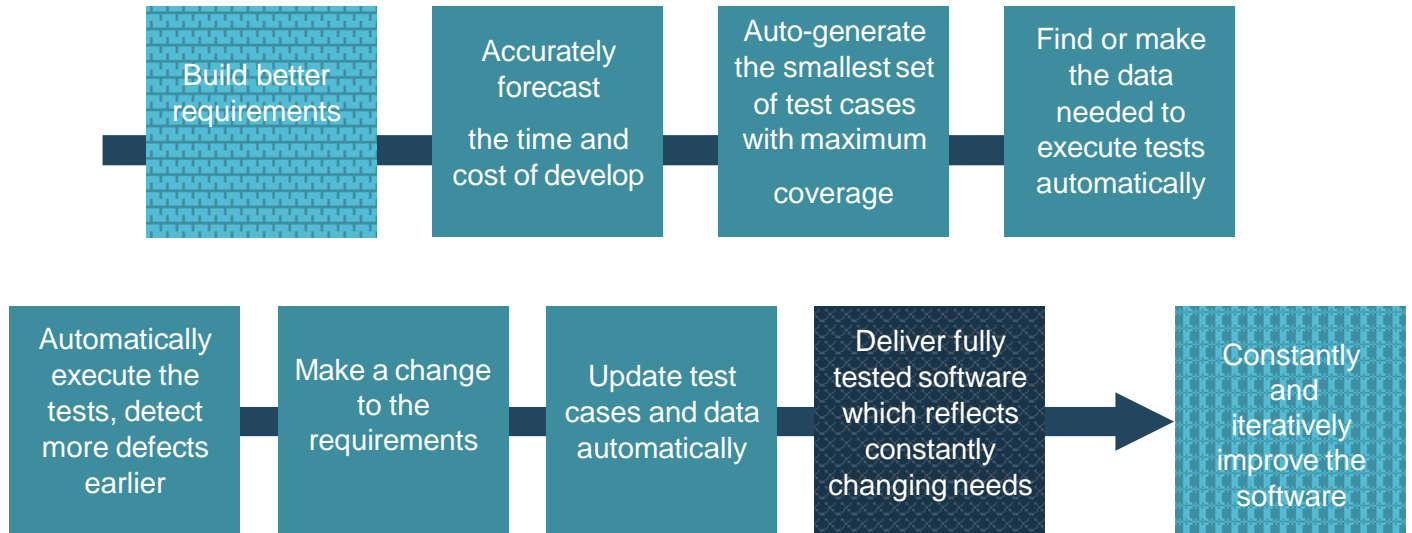 Build better
requirements
Accurately
forecast
the time and
cost of develop
Auto-generate
the smallest set
of test cases
with maximum
coverage
Find or make
the data
needed to
execute tests
automatically
Automatically
execute the
tests, detect
more defects
earlier
Make a change
to the
requirements
Update test
cases and data
automatically
Deliver fully
tested software
which reflects
constantly
changing needs
Constantly
and
iteratively
improve the
software